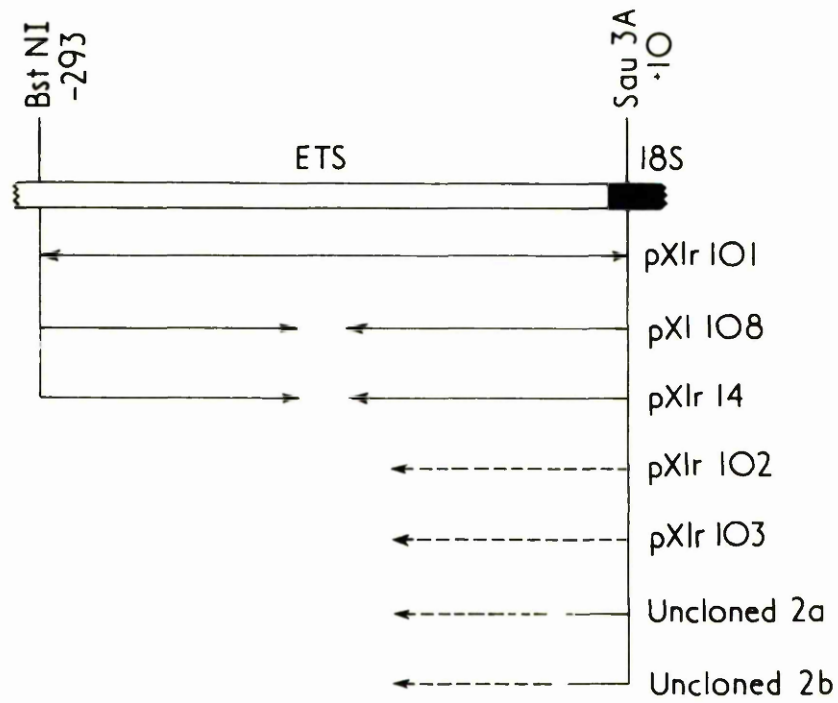 Bst NI
-293
Sau 3A
+10
ETS
18S
pXlr 101
pXl 108
pXlr 14
pXlr 102
pXlr 103
Uncloned 2a
Uncloned 2b